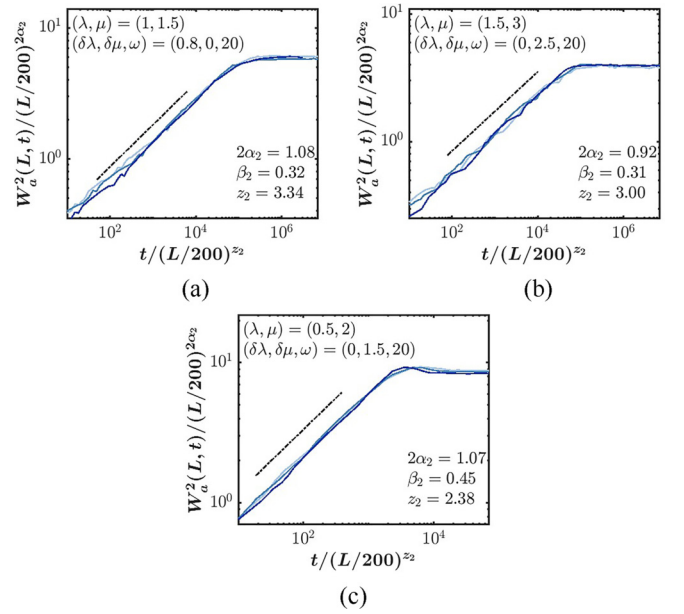 (λ, μ) = (1, 1.5)
(δλ, δμ, ω) = (0.8, 0, 20)
W_a^2(L, t)/(L/200)^{2α_2}
10^1
10^0
2α_2 = 1.08
β_2 = 0.32
z_2 = 3.34
10^2 10^4 10^6
t/(L/200)^{z_2}
(a)
(λ, μ) = (1.5, 3)
(δλ, δμ, ω) = (0, 2.5, 20)
W_a^2(L, t)/(L/200)^{2α_2}
10^1
10^0
2α_2 = 0.92
β_2 = 0.31
z_2 = 3.00
10^2 10^4 10^6
t/(L/200)^{z_2}
(b)
(λ, μ) = (0.5, 2)
(δλ, δμ, ω) = (0, 1.5, 20)
W_a^2(L, t)/(L/200)^{2α_2}
10^1
10^0
2α_2 = 1.07
β_2 = 0.45
z_2 = 2.38
10^2 10^4
t/(L/200)^{z_2}
(c)